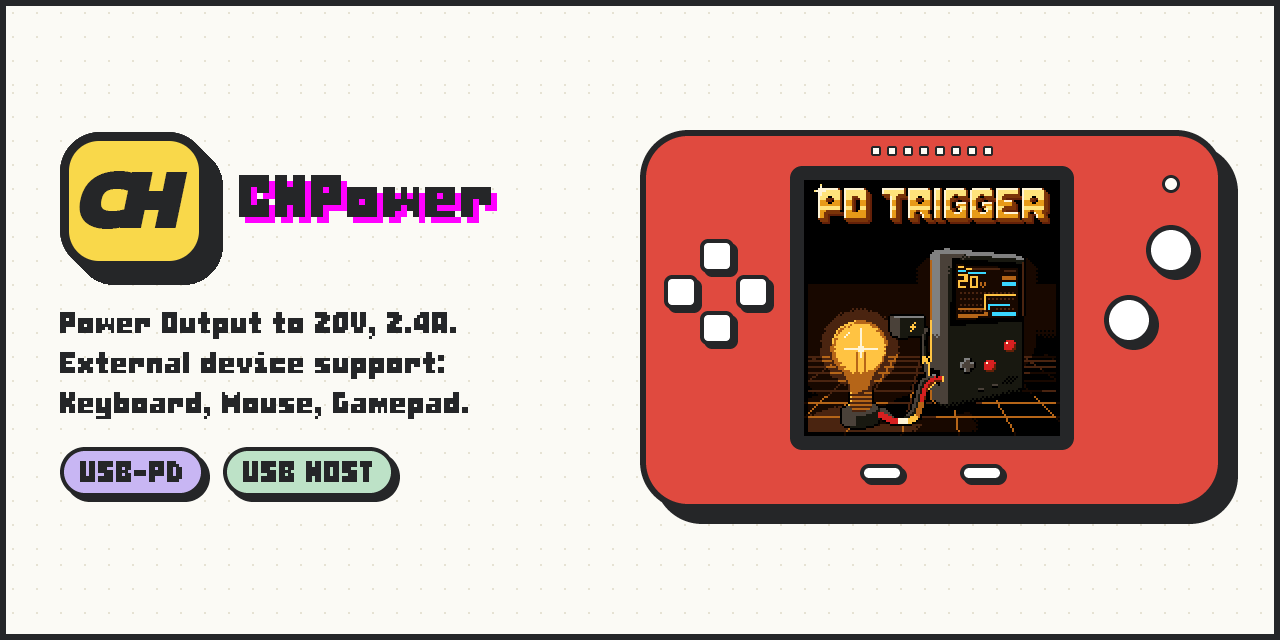 CH
CHPower
Power Output to 20V, 2.4A.
External device support:
Keyboard, Mouse, Gamepad.
USB-PD
USB HOST
PD TRIGGER
20V